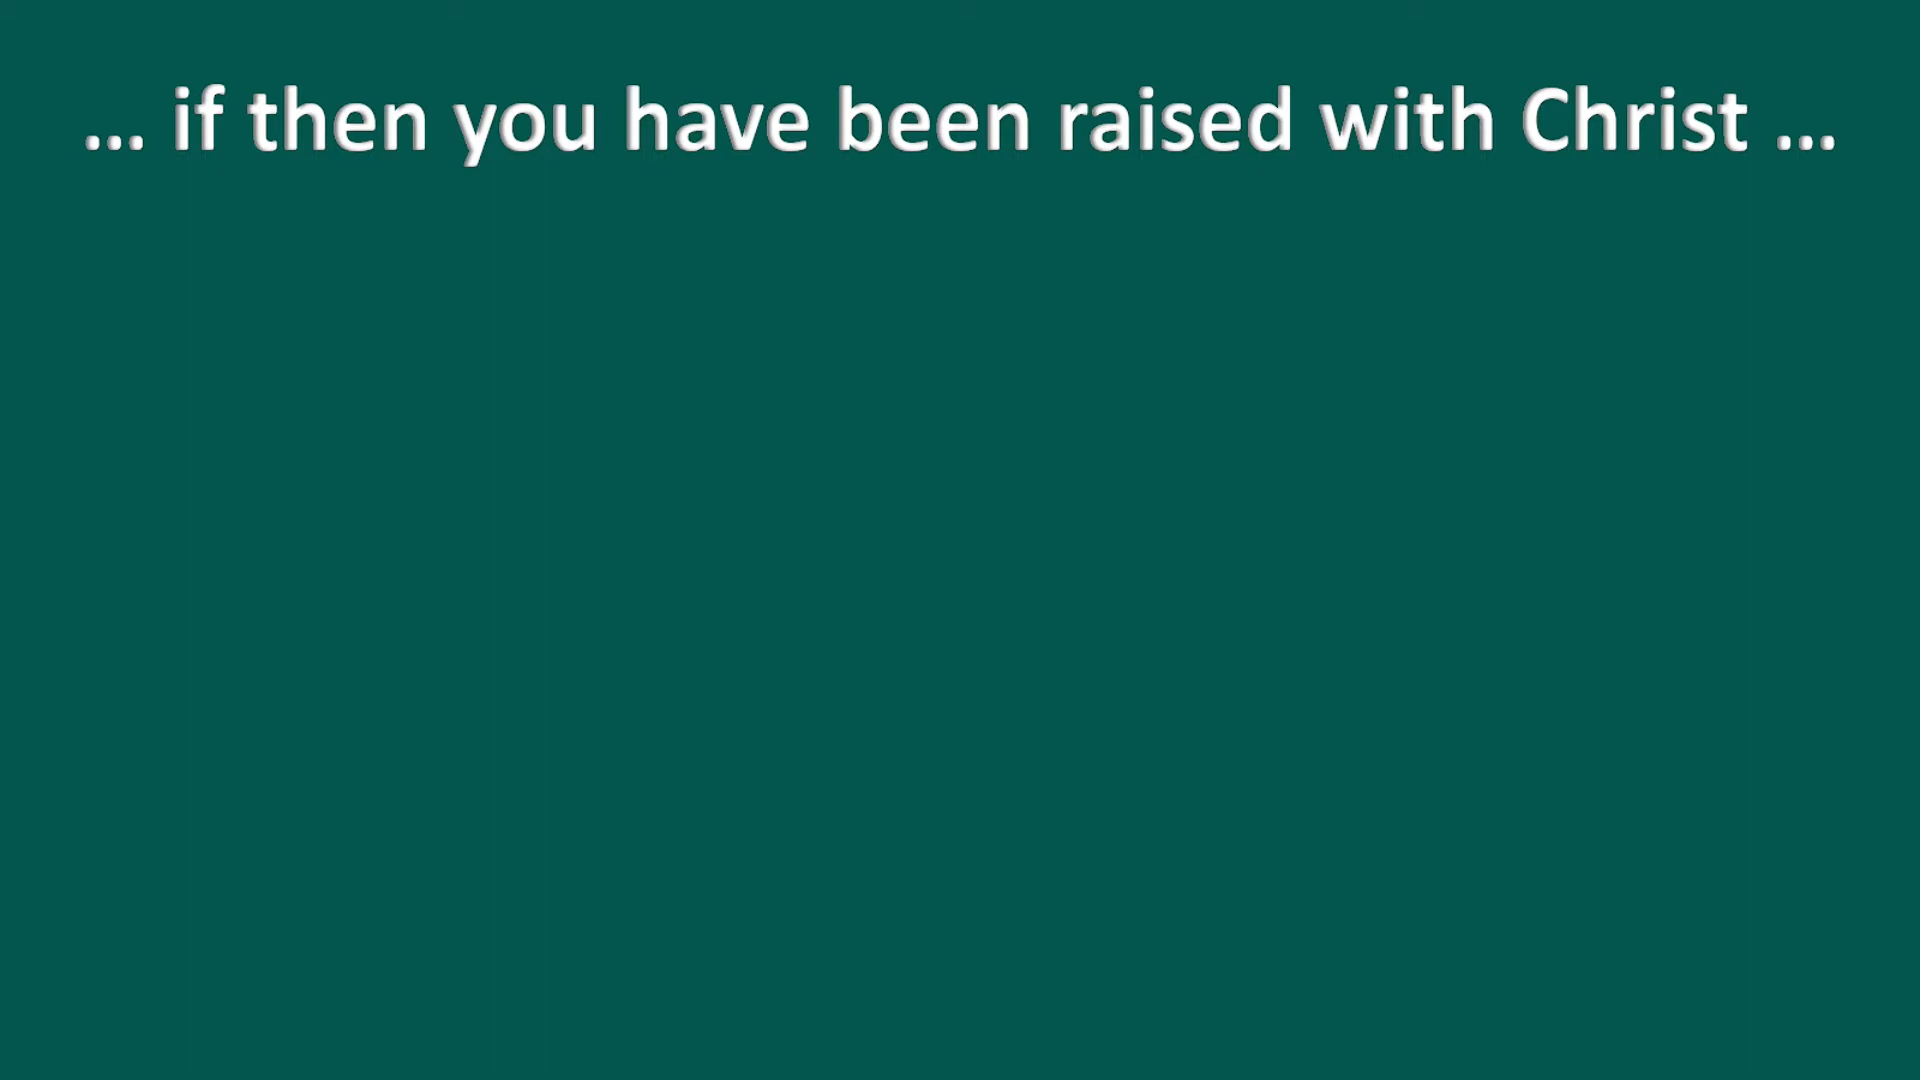 ... if then you have been raised with Christ ...